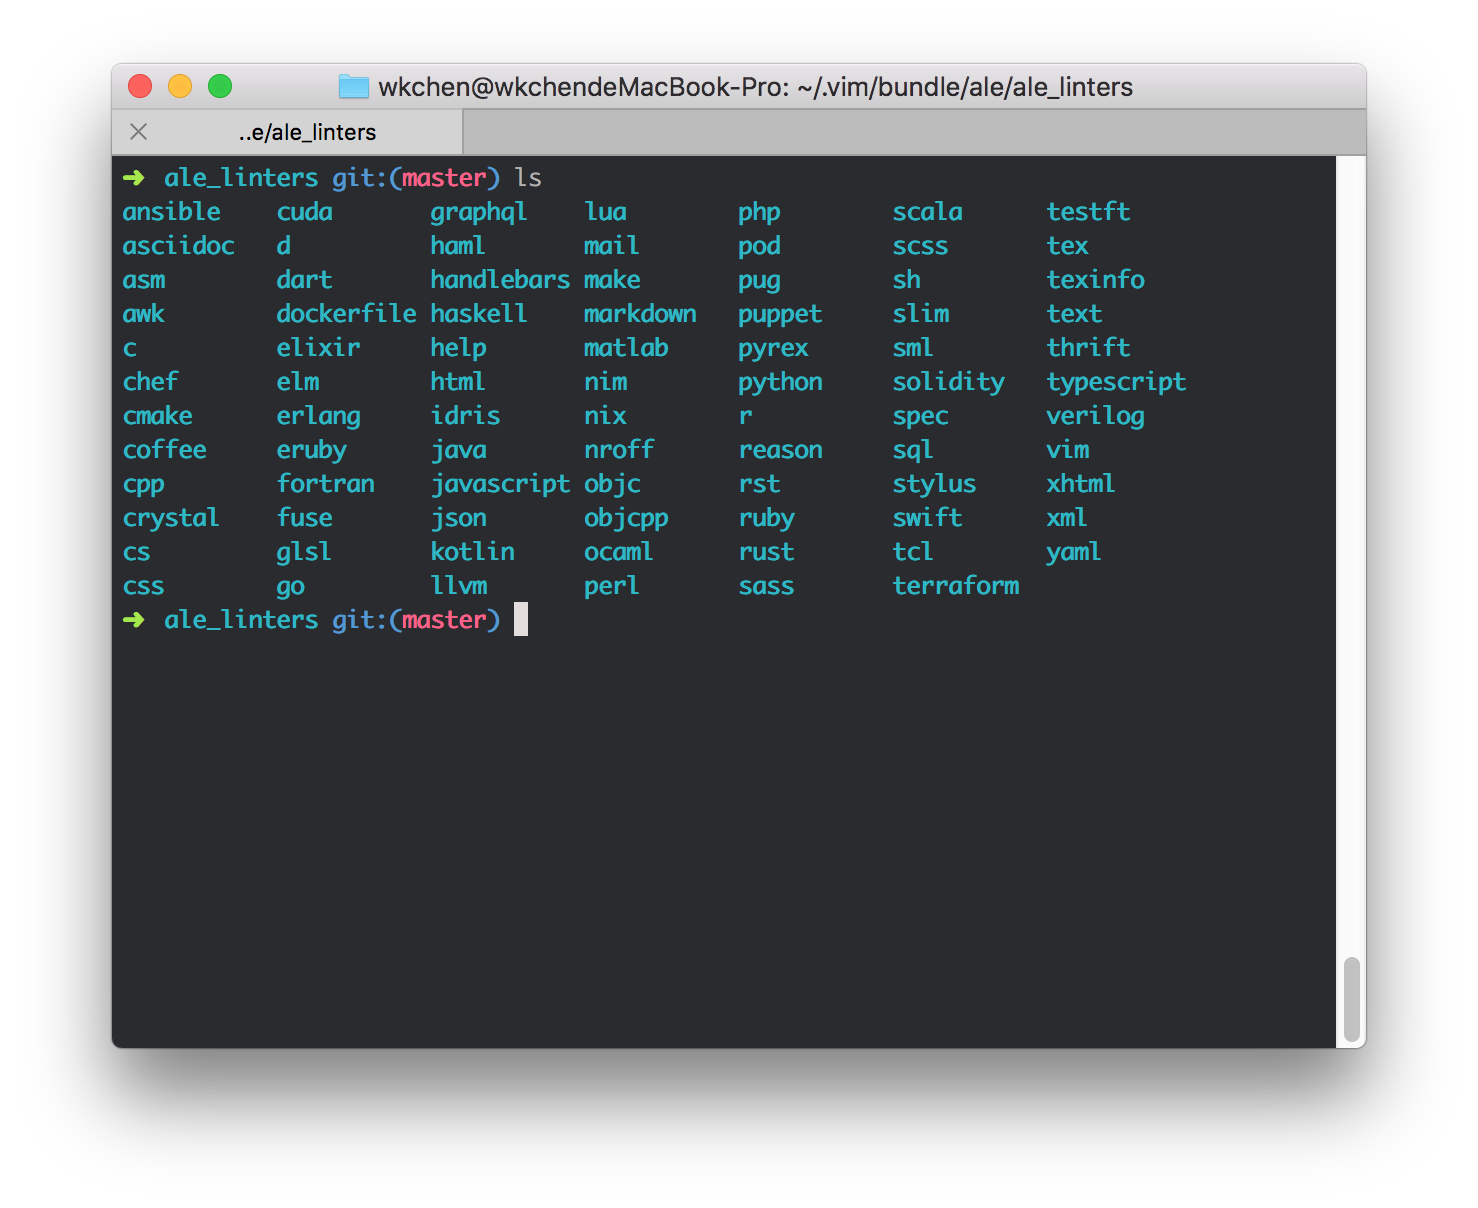 wkchen@wkchendeMacBook-Pro: ~/.vim/bundle/ale/ale_linters
..e/ale_linters
➜ ale_linters git:(master) ls
ansible cuda graphql lua php scala testft
asciidoc d haml mail pod scss tex
asm dart handlebars make pug sh texinfo
awk dockerfile haskell markdown puppet slim text
c elixir help matlab pyrex sml thrift
chef elm html nim python solidity typescript
cmake erlang idris nix r spec verilog
coffee eruby java nroff reason sql vim
cpp fortran javascript objc rst stylus xhtml
crystal fuse json objcpp ruby swift xml
cs glsl kotlin ocaml rust tcl yaml
css go llvm perl sass terraform
➜ ale_linters git:(master)